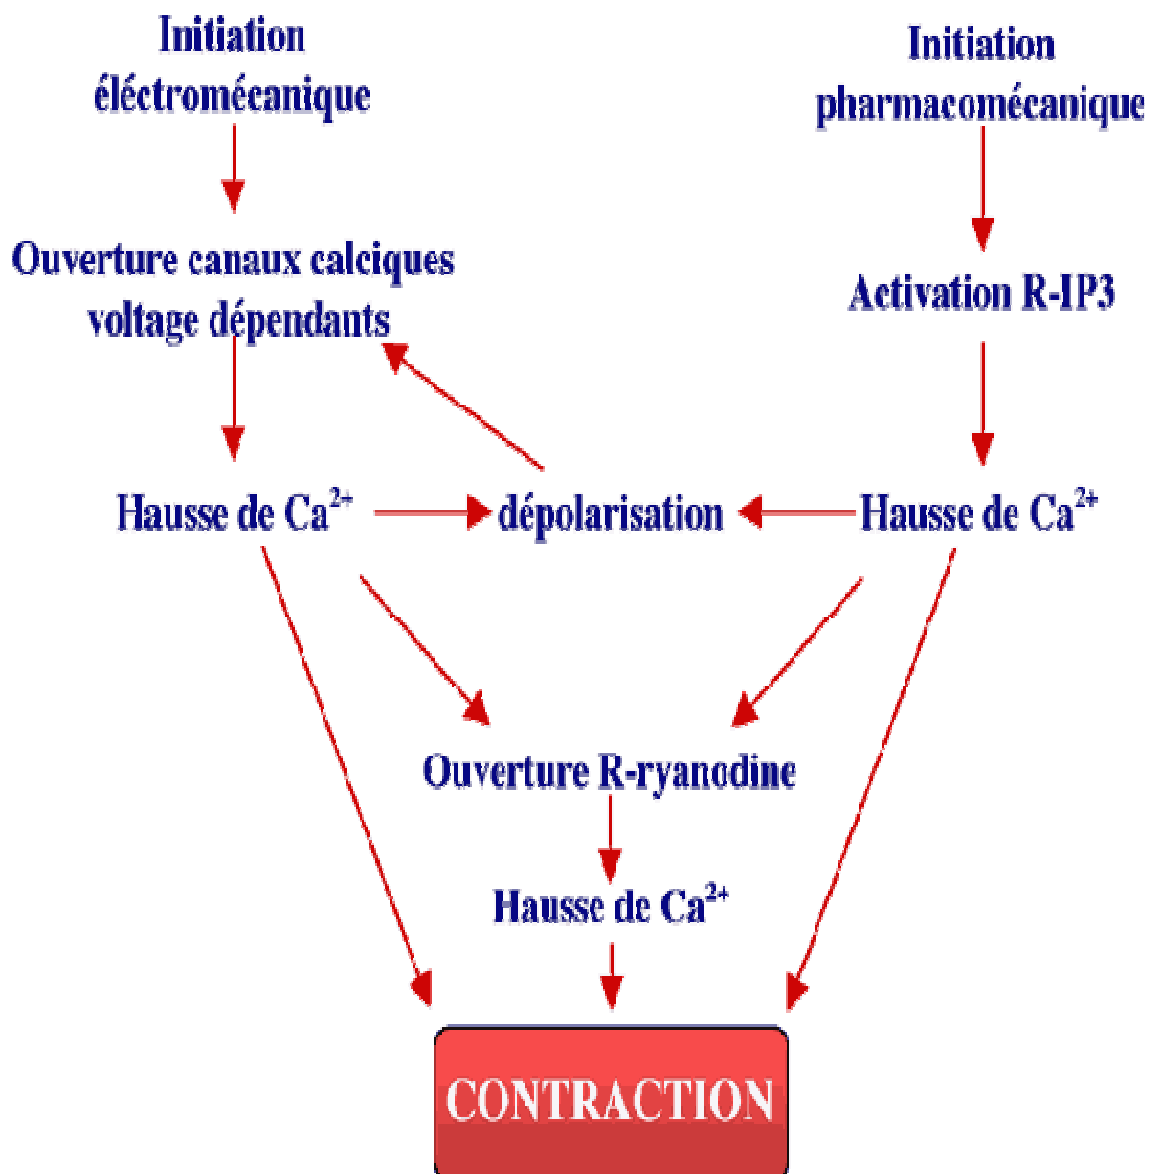 Initiation
éléctromécanique
Initiation
pharmacomécanique
Ouverture canaux calciques
voltage dépendants
Activation R-IP3
Hausse de Ca²⁺
dépolarisation
Hausse de Ca²⁺
Ouverture R-ryanodine
Hausse de Ca²⁺
CONTRACTION